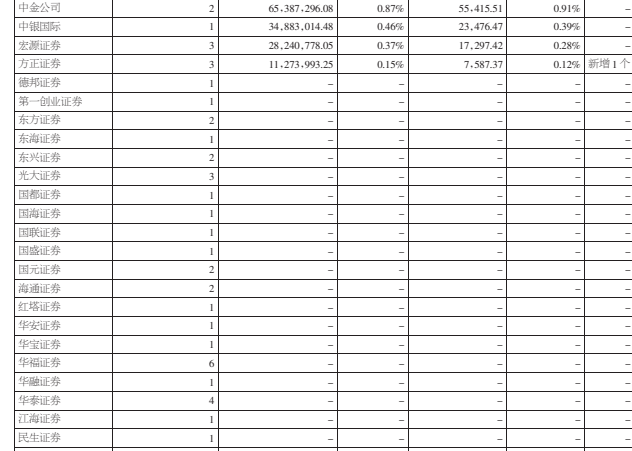 中金公司 2 65,387,296.08 0.87% 55,415.51 0.91% –
中银国际 1 34,883,014.48 0.46% 23,476.47 0.39% –
宏源证券 3 28,240,778.05 0.37% 17,297.42 0.28% –
方正证券 3 11,273,993.25 0.15% 7,587.37 0.12% 新增 1 个
德邦证券 1 – – – – –
第一创业证券 1 – – – – –
东方证券 2 – – – – –
东海证券 1 – – – – –
东兴证券 2 – – – – –
光大证券 3 – – – – –
国都证券 1 – – – – –
国海证券 1 – – – – –
国联证券 1 – – – – –
国盛证券 1 – – – – –
国元证券 2 – – – – –
海通证券 2 – – – – –
红塔证券 1 – – – – –
华安证券 1 – – – – –
华宝证券 1 – – – – –
华福证券 6 – – – – –
华融证券 1 – – – – –
华泰证券 4 – – – – –
江海证券 1 – – – – –
民生证券 1 – – – – –